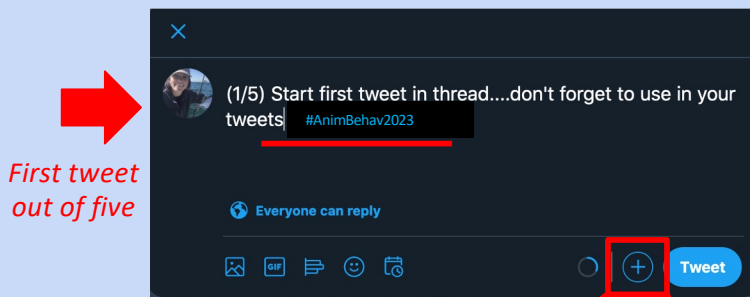 (1/5) Start first tweet in thread....don't forget to use in your
tweets #AnimBehav2023
First tweet
out of five
Everyone can reply
GIF
Tweet